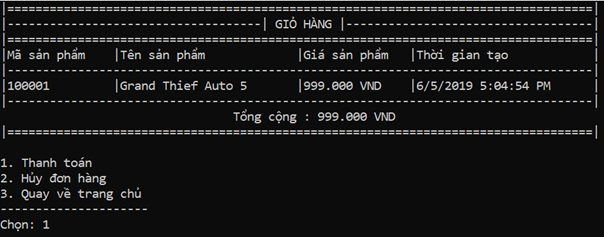 GIỎ HÀNG
Mã sản phẩm |Tên sản phẩm |Giá sản phẩm |Thời gian tạo
100001 |Grand Thief Auto 5 |999.000 VND |6/5/2019 5:04:54 PM
Tổng cộng : 999.000 VND
1. Thanh toán
2. Hủy đơn hàng
3. Quay về trang chủ
Chọn: 1